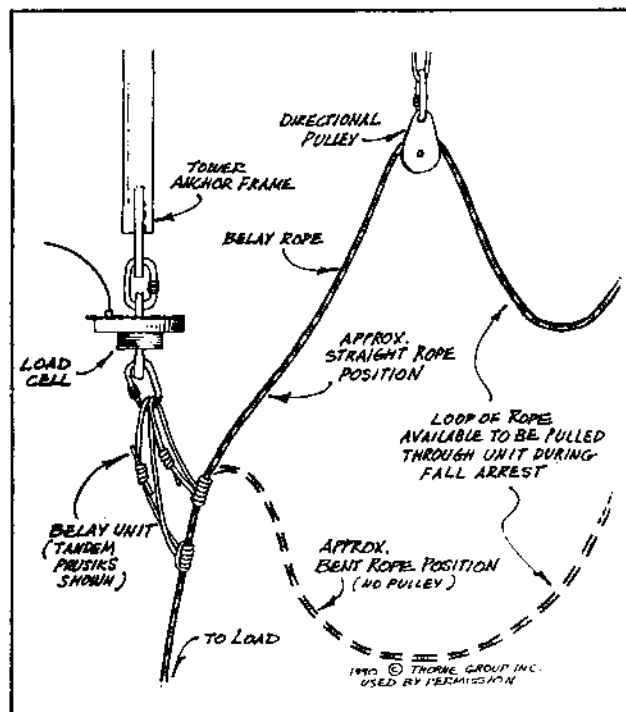 DIRECTIONAL
PULLEY
TOWER
ANCHOR FRAME
BELAY ROPE
LOAD
CELL
APPROX.
STRAIGHT ROPE
POSITION
LOOP OF ROPE
AVAILABLE TO BE PULLED
THROUGH UNIT DURING
FALL ARREST
BELAY UNIT
(TANDEM
PRUSIKS
SHOWN)
APPROX.
BENT ROPE POSITION
(NO PULLEY)
TO LOAD
1990 © THORNE GROUP INC.
USED BY PERMISSION